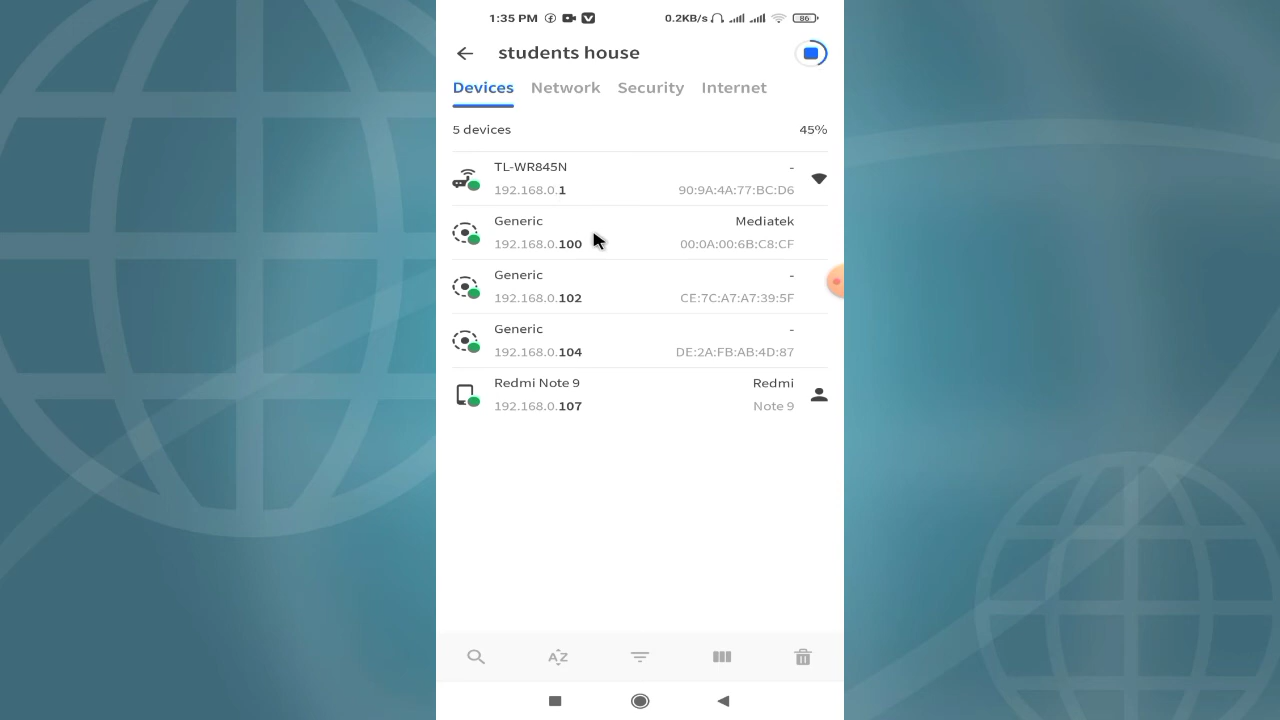 1:35 PM 0.2KB/s 86
students house
Devices Network Security Internet
5 devices 45%
TL-WR845N -
192.168.0.1 90:9A:4A:77:BC:D6
Generic Mediatek
192.168.0.100 00:0A:00:6B:C8:CF
Generic -
192.168.0.102 CE:7C:A7:A7:39:5F
Generic -
192.168.0.104 DE:2A:FB:AB:4D:87
Redmi Note 9 Redmi
192.168.0.107 Note 9
AZ